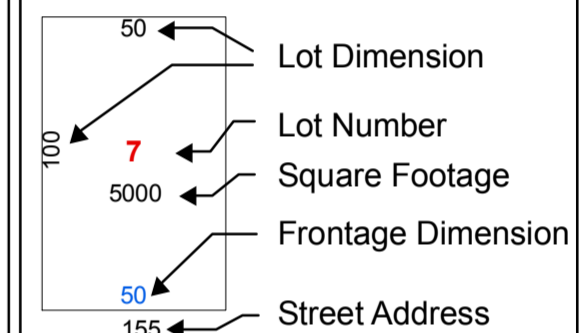 50
Lot Dimension
100
7
Lot Number
Square Footage
5000
Frontage Dimension
50
Street Address
155